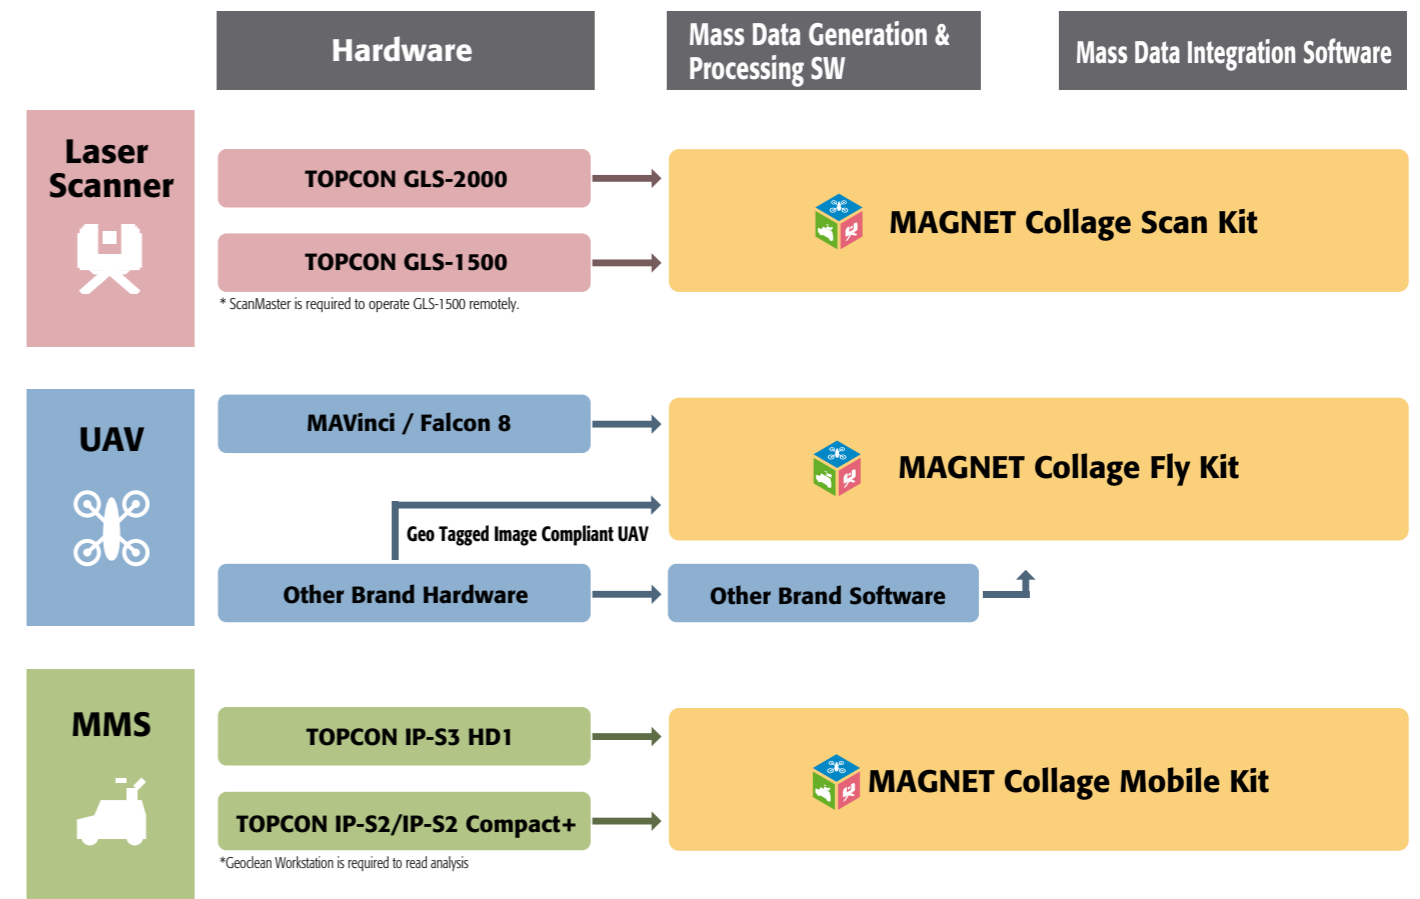 Hardware
Mass Data Generation &
Processing SW
Mass Data Integration Software
Laser
Scanner
TOPCON GLS-2000
TOPCON GLS-1500
* ScanMaster is required to operate GLS-1500 remotely.
MAGNET Collage Scan Kit
UAV
MAVinci / Falcon 8
MAGNET Collage Fly Kit
Geo Tagged Image Compliant UAV
Other Brand Hardware
Other Brand Software
MMS
TOPCON IP-S3 HD1
TOPCON IP-S2/IP-S2 Compact+
*Geoclean Workstation is required to read analysis
MAGNET Collage Mobile Kit